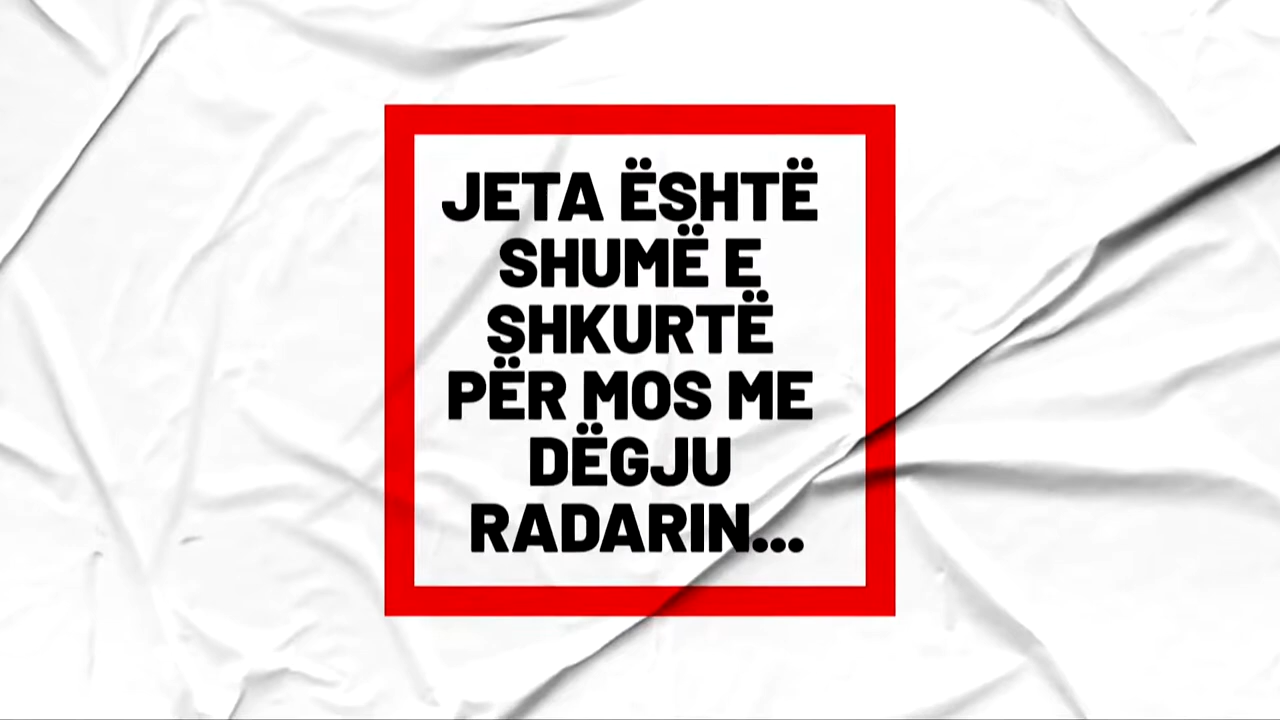 JETA ËSHTË
SHUMË E
SHKURTË
PËR MOS ME
DËGJU
RADARIN...